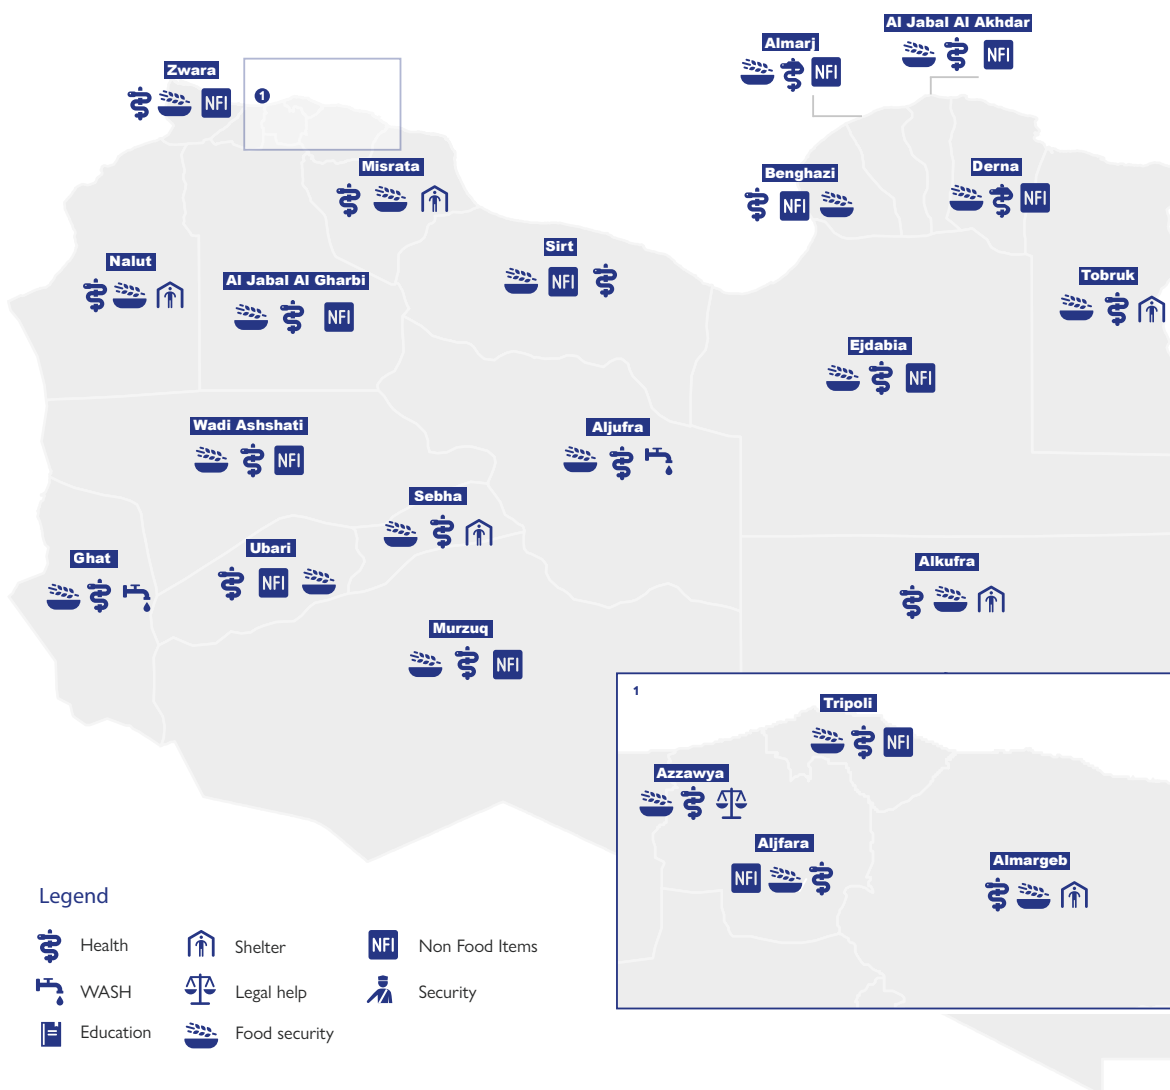 Al Jabal Al Akhdar
NFI
Almarj
NFI
Zwara
NFI
1
Misrata
Benghazi
NFI
Derna
NFI
Sirt
NFI
Nalut
Al Jabal Al Gharbi
NFI
Tobruk
Ejdabia
NFI
Wadi Ashshati
NFI
Aljufra
Sebha
Ghat
Ubari
NFI
Alkufra
Murzuq
NFI
1
Tripoli
NFI
Azzawya
Aljfara
NFI
Almargeb
Legend
Health
Shelter
NFI Non Food Items
WASH
Legal help
Security
Education
Food security